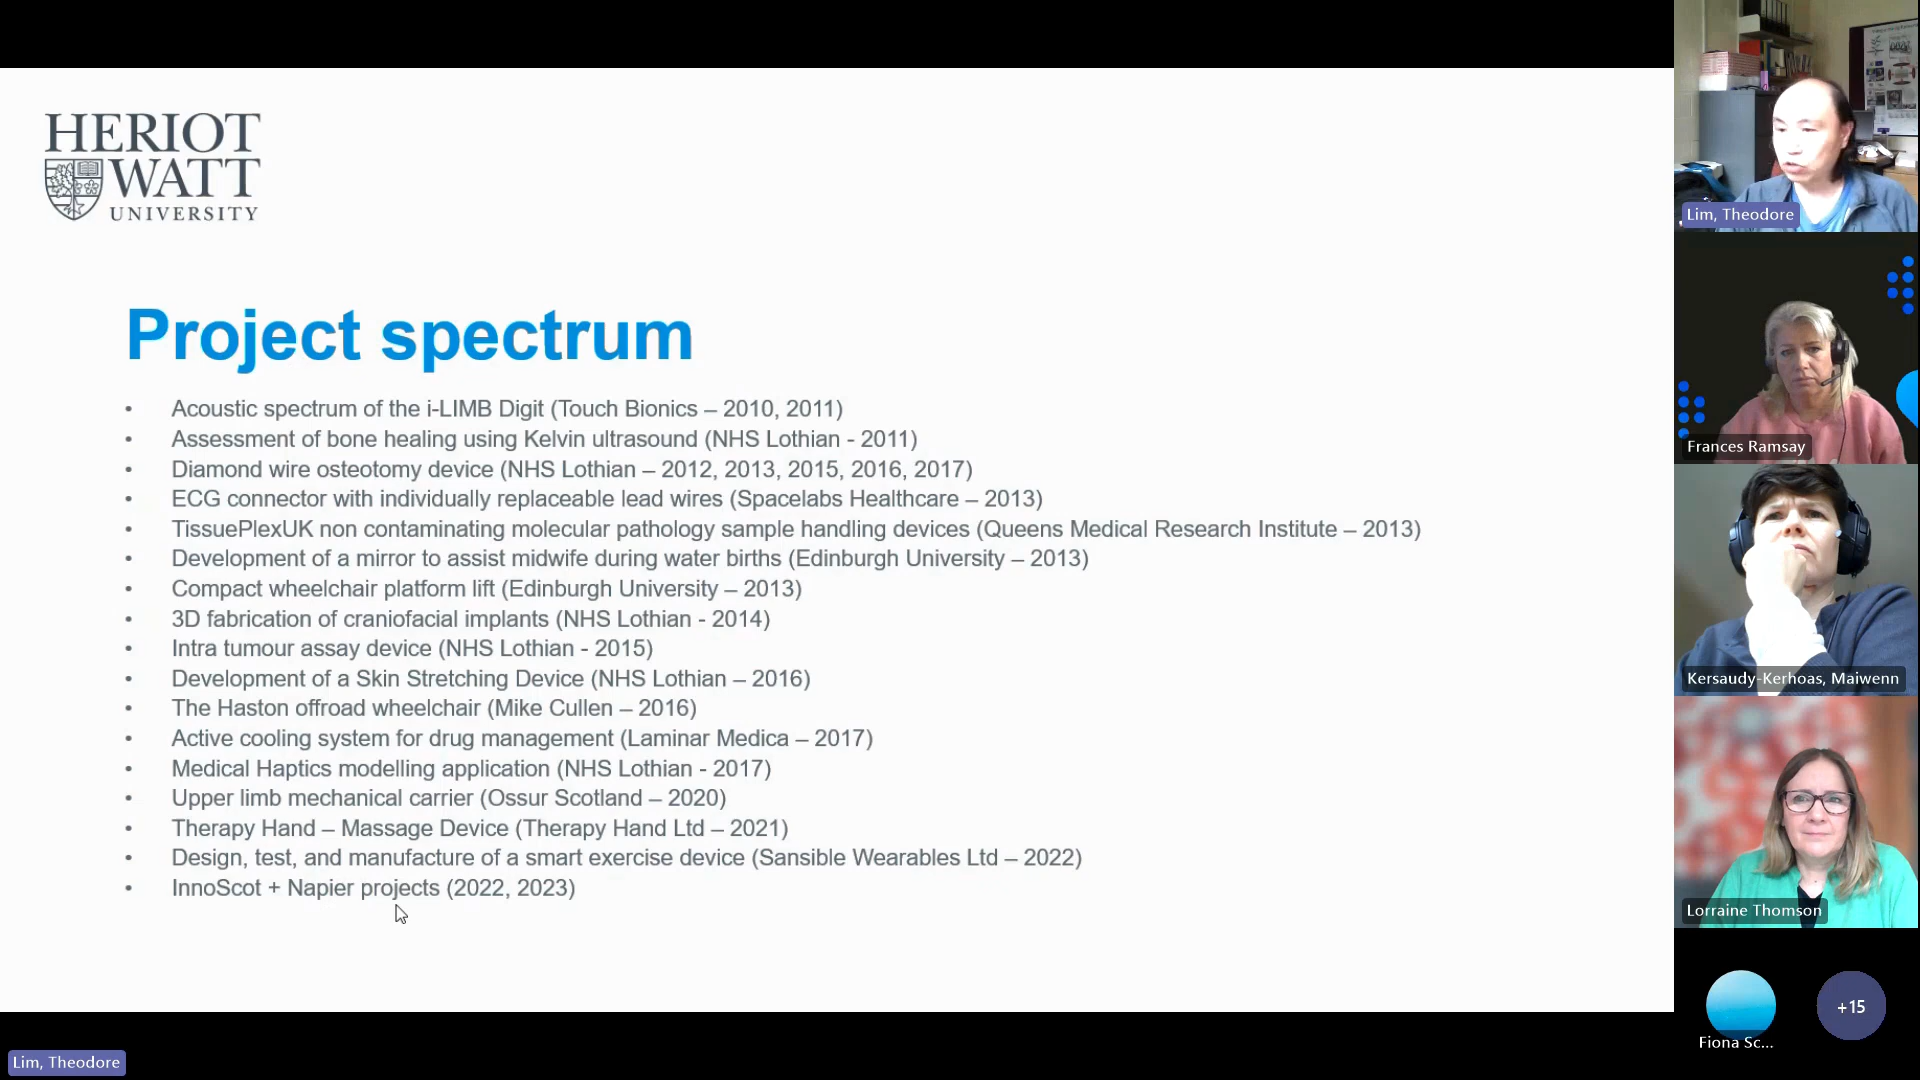 HERIOT
WATT
UNIVERSITY
Project spectrum
• Acoustic spectrum of the i-LIMB Digit (Touch Bionics – 2010, 2011)
• Assessment of bone healing using Kelvin ultrasound (NHS Lothian - 2011)
• Diamond wire osteotomy device (NHS Lothian – 2012, 2013, 2015, 2016, 2017)
• ECG connector with individually replaceable lead wires (Spacelabs Healthcare – 2013)
• TissuePlexUK non contaminating molecular pathology sample handling devices (Queens Medical Research Institute – 2013)
• Development of a mirror to assist midwife during water births (Edinburgh University – 2013)
• Compact wheelchair platform lift (Edinburgh University – 2013)
• 3D fabrication of craniofacial implants (NHS Lothian - 2014)
• Intra tumour assay device (NHS Lothian - 2015)
• Development of a Skin Stretching Device (NHS Lothian – 2016)
• The Haston offroad wheelchair (Mike Cullen – 2016)
• Active cooling system for drug management (Laminar Medica – 2017)
• Medical Haptics modelling application (NHS Lothian - 2017)
• Upper limb mechanical carrier (Ossur Scotland – 2020)
• Therapy Hand – Massage Device (Therapy Hand Ltd – 2021)
• Design, test, and manufacture of a smart exercise device (Sansible Wearables Ltd – 2022)
• InnoScot + Napier projects (2022, 2023)
Lim, Theodore
Frances Ramsay
Kersaudy-Kerhoas, Maiwenn
Lorraine Thomson
+15
Fiona Sc...
Lim, Theodore